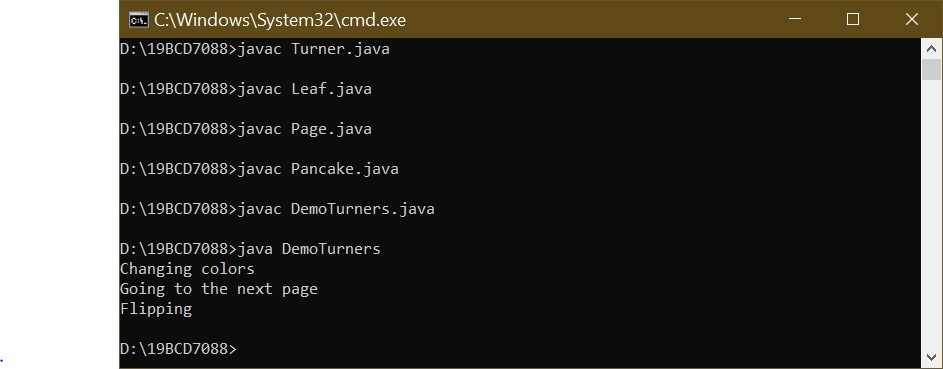 C:\Windows\System32\cmd.exe
D:\19BCD7088>javac Turner.java
D:\19BCD7088>javac Leaf.java
D:\19BCD7088>javac Page.java
D:\19BCD7088>javac Pancake.java
D:\19BCD7088>javac DemoTurners.java
D:\19BCD7088>java DemoTurners
Changing colors
Going to the next page
Flipping
D:\19BCD7088>
.